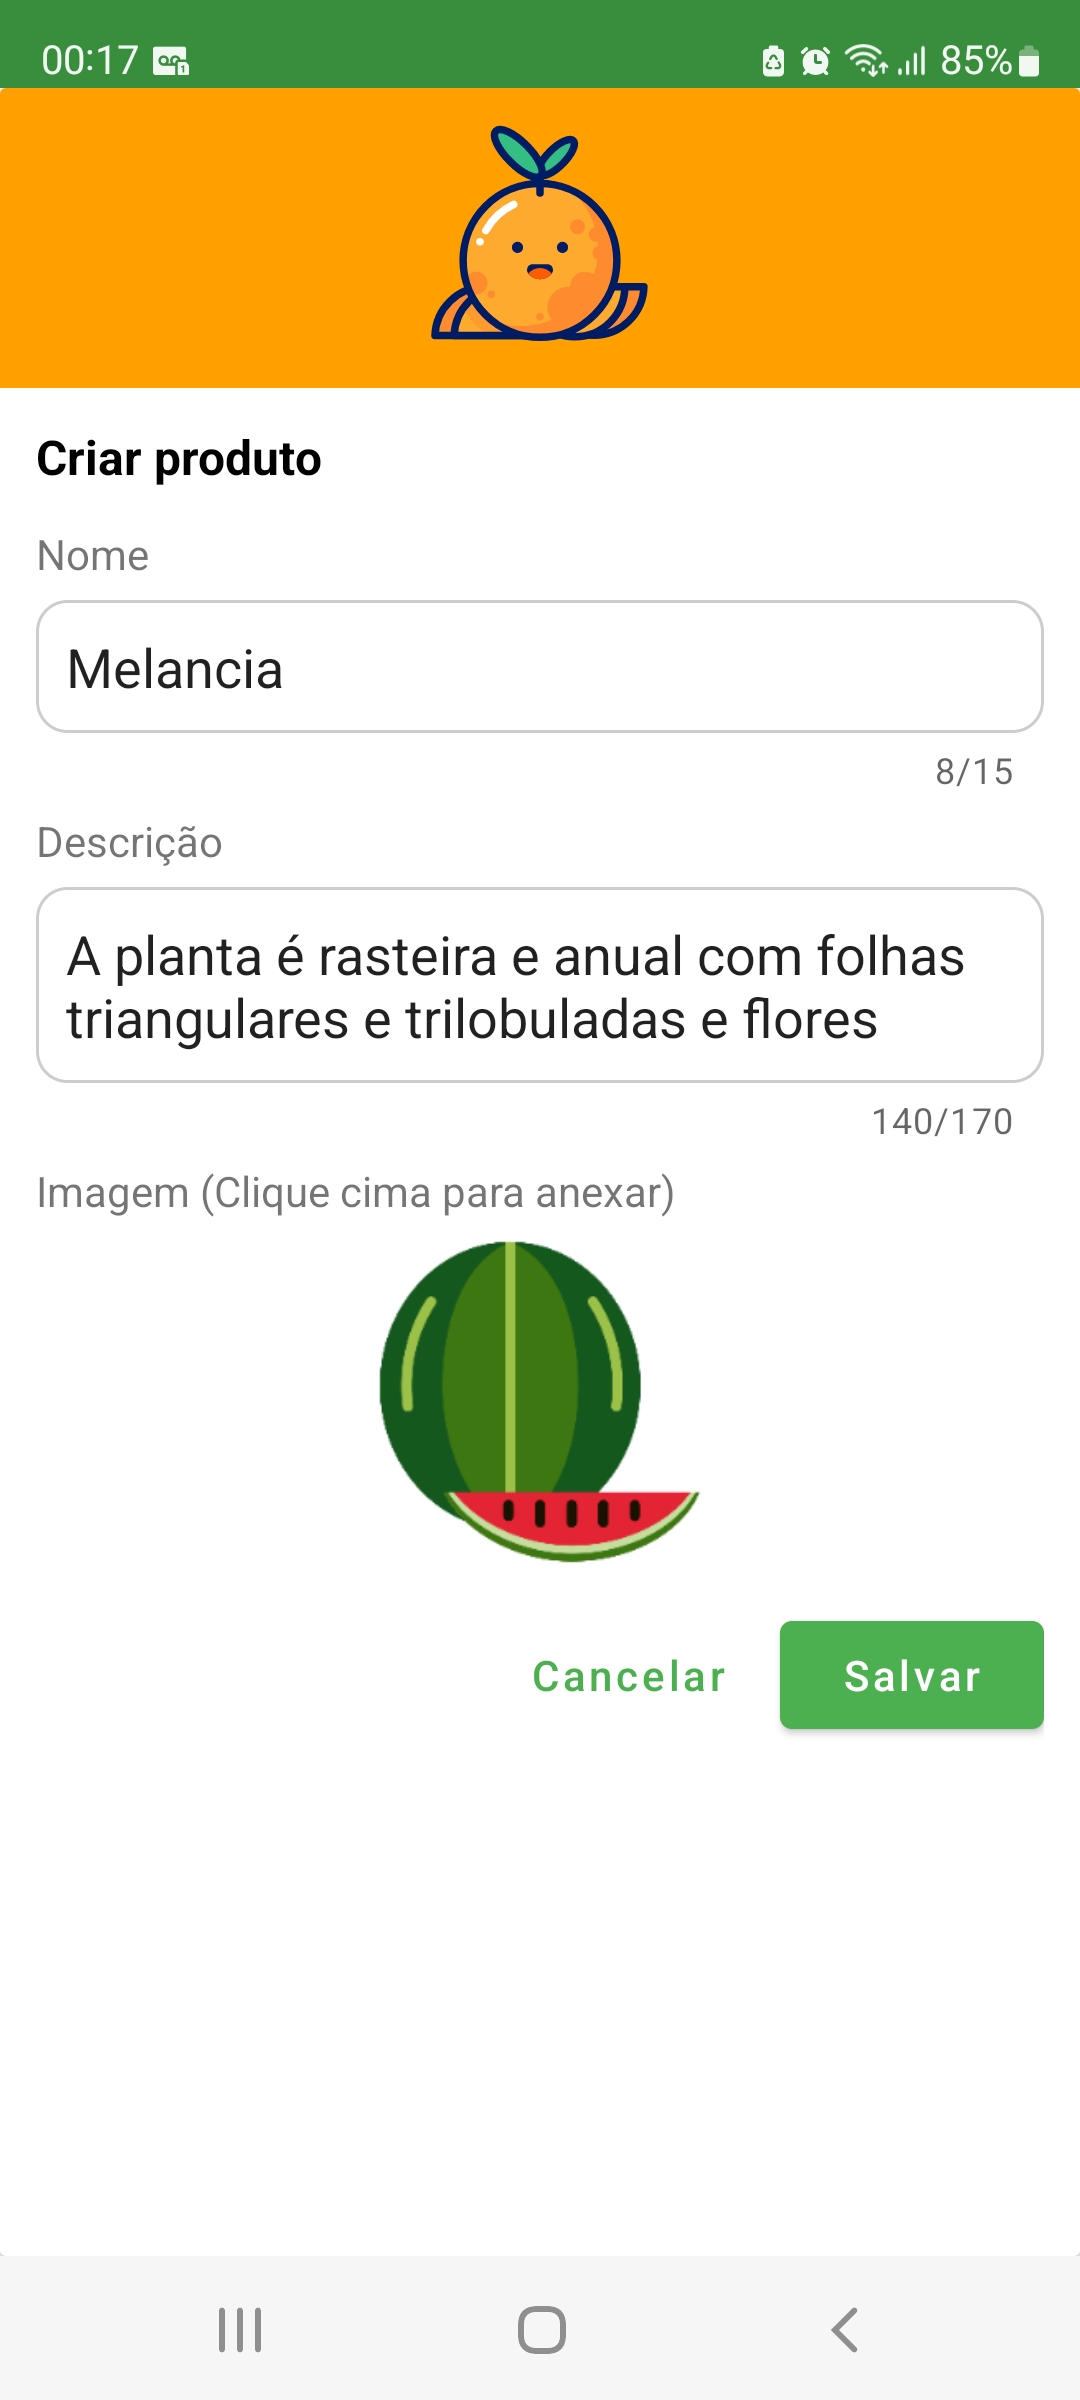 00:17
85%
Criar produto
Nome
Melancia
8/15
Descrição
A planta é rasteira e anual com folhas
triangulares e trilobuladas e flores
140/170
Imagem (Clique cima para anexar)
Cancelar
Salvar